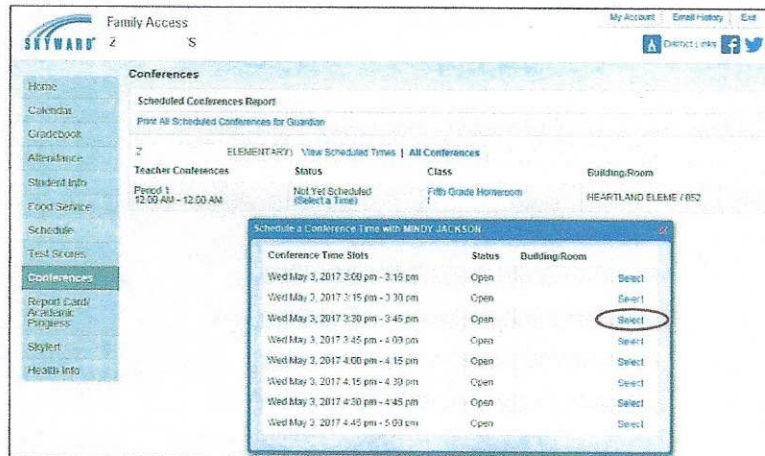 Family Access
My Account | Email History | Exit
SKYWARD
Z 'S
District Links
Home
Calendar
Gradebook
Attendance
Student Info
Food Service
Schedule
Test Scores
Conferences
Report Card/
Academic
Progress
Skylert
Health Info
Conferences
Scheduled Conferences Report
Print All Scheduled Conferences for Guardian
Z ELEMENTARY) View Scheduled Times | All Conferences
Teacher Conferences Status Class Building/Room
Period 1 Not Yet Scheduled Fifth Grade Homeroom HEARTLAND ELEME / 052
12:00 AM - 12:00 AM (Select a Time) /
Schedule a Conference Time with MINDY JACKSON
Conference Time Slots Status Building/Room
Wed May 3, 2017 3:00 pm - 3:15 pm Open Select
Wed May 3, 2017 3:15 pm - 3:30 pm Open Select
Wed May 3, 2017 3:30 pm - 3:45 pm Open Select
Wed May 3, 2017 3:45 pm - 4:00 pm Open Select
Wed May 3, 2017 4:00 pm - 4:15 pm Open Select
Wed May 3, 2017 4:15 pm - 4:30 pm Open Select
Wed May 3, 2017 4:30 pm - 4:45 pm Open Select
Wed May 3, 2017 4:45 pm - 5:00 pm Open Select